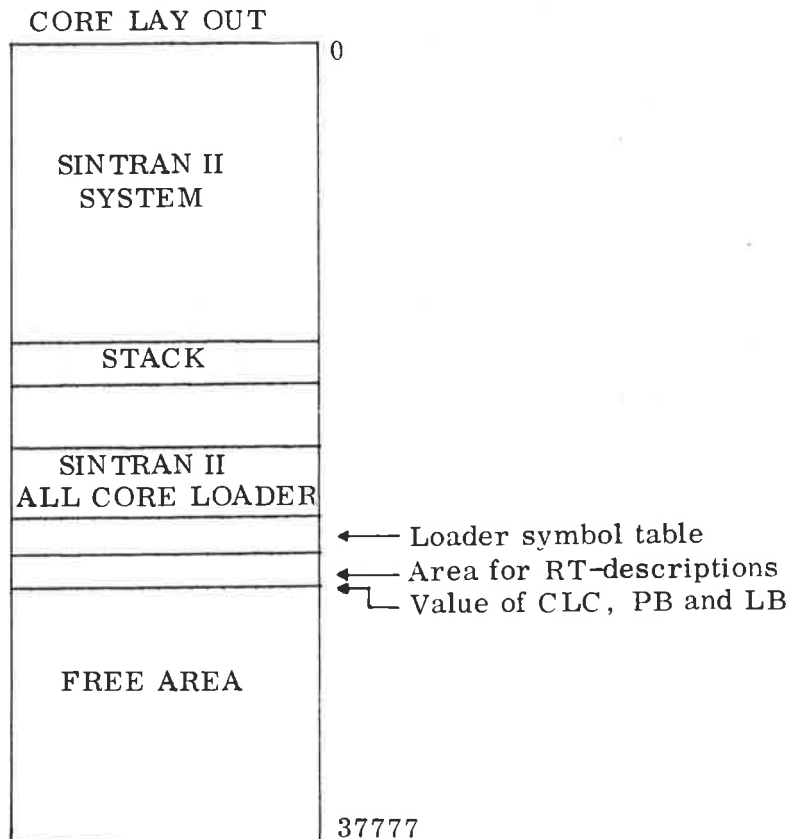 CORE LAY OUT
0
SINTRAN II
SYSTEM
STACK
SINTRAN II
ALL CORE LOADER
Loader symbol table
Area for RT-descriptions
Value of CLC, PB and LB
FREE AREA
37777